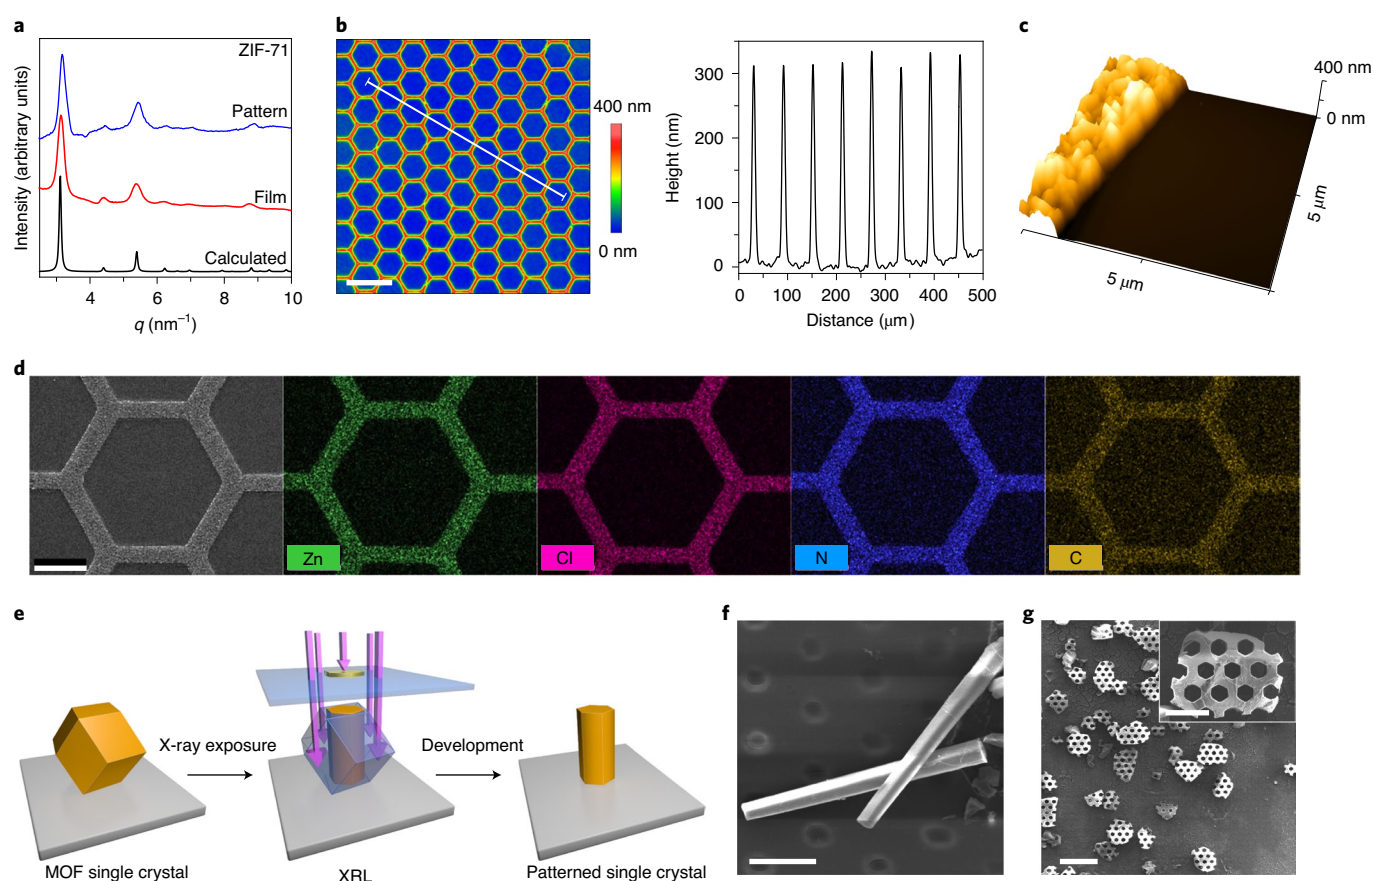 a
ZIF-71
Pattern
Film
Calculated
Intensity (arbitrary units)
4
6
8
10
q (nm⁻¹)
b
400 nm
0 nm
Height (nm)
300
200
100
0
0
100
200
300
400
500
Distance (μm)
c
400 nm
0 nm
5 μm
5 μm
d
Zn
Cl
N
C
e
X-ray exposure
Development
MOF single crystal
XRL
Patterned single crystal
f
g